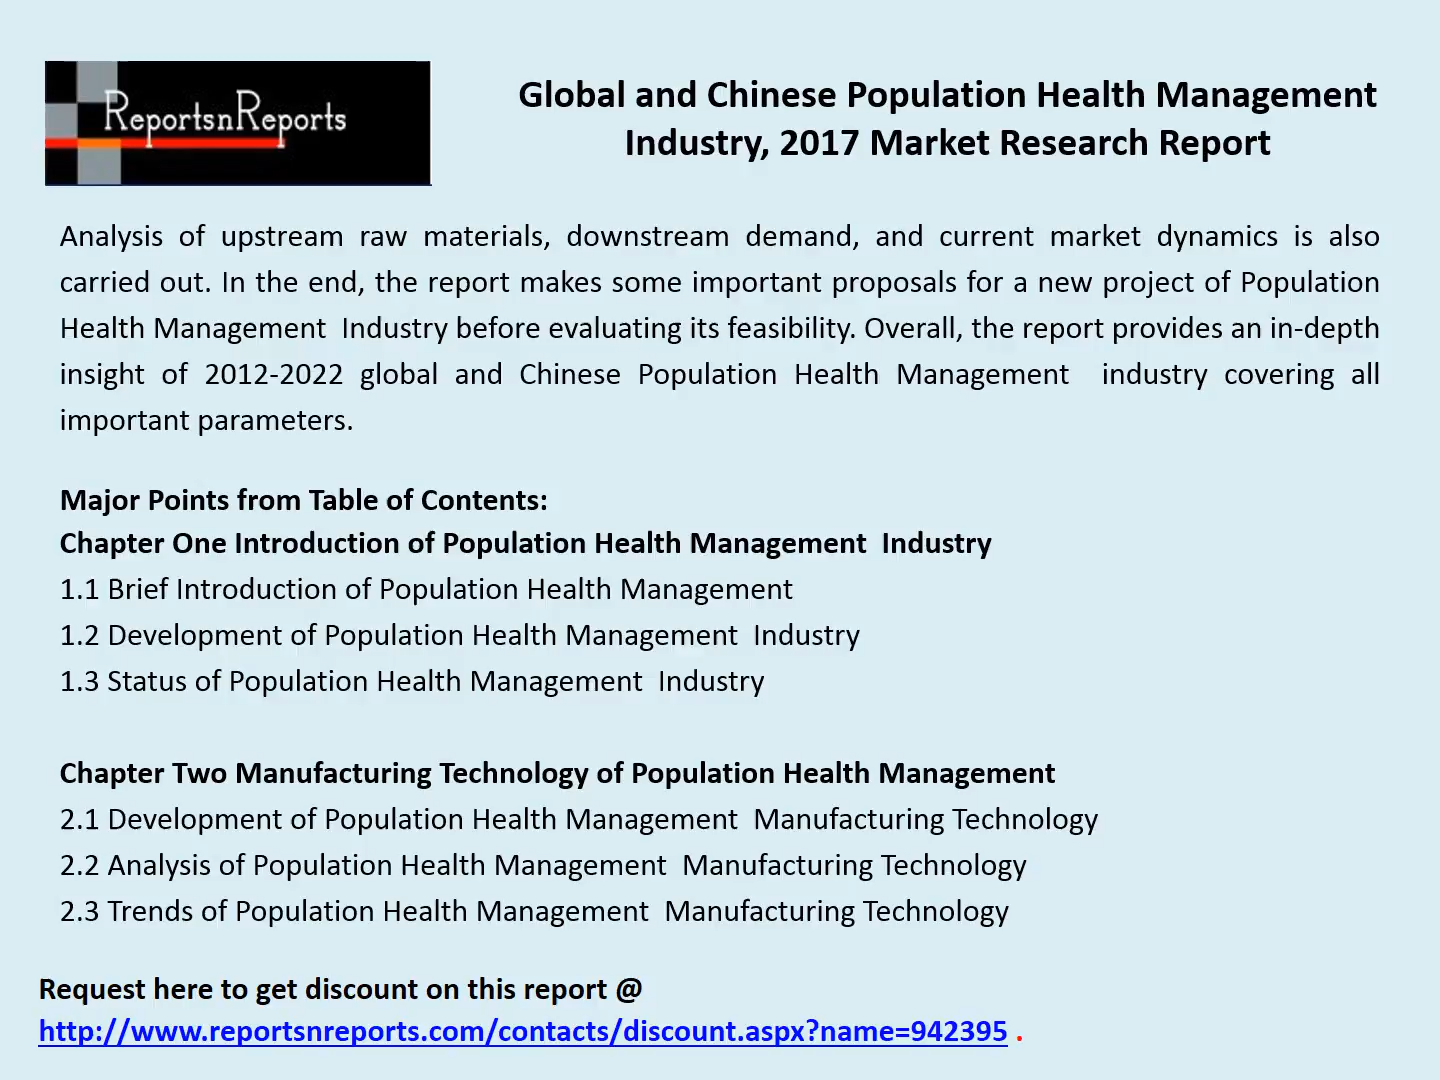 ReportsnReports
Global and Chinese Population Health Management
Industry, 2017 Market Research Report
Analysis of upstream raw materials, downstream demand, and current market dynamics is also
carried out. In the end, the report makes some important proposals for a new project of Population
Health Management  Industry before evaluating its feasibility. Overall, the report provides an in-depth
insight of 2012-2022 global and Chinese Population Health Management  industry covering all
important parameters.
Major Points from Table of Contents:
Chapter One Introduction of Population Health Management  Industry
1.1 Brief Introduction of Population Health Management
1.2 Development of Population Health Management  Industry
1.3 Status of Population Health Management  Industry
Chapter Two Manufacturing Technology of Population Health Management
2.1 Development of Population Health Management  Manufacturing Technology
2.2 Analysis of Population Health Management  Manufacturing Technology
2.3 Trends of Population Health Management  Manufacturing Technology
Request here to get discount on this report @
http://www.reportsnreports.com/contacts/discount.aspx?name=942395 .